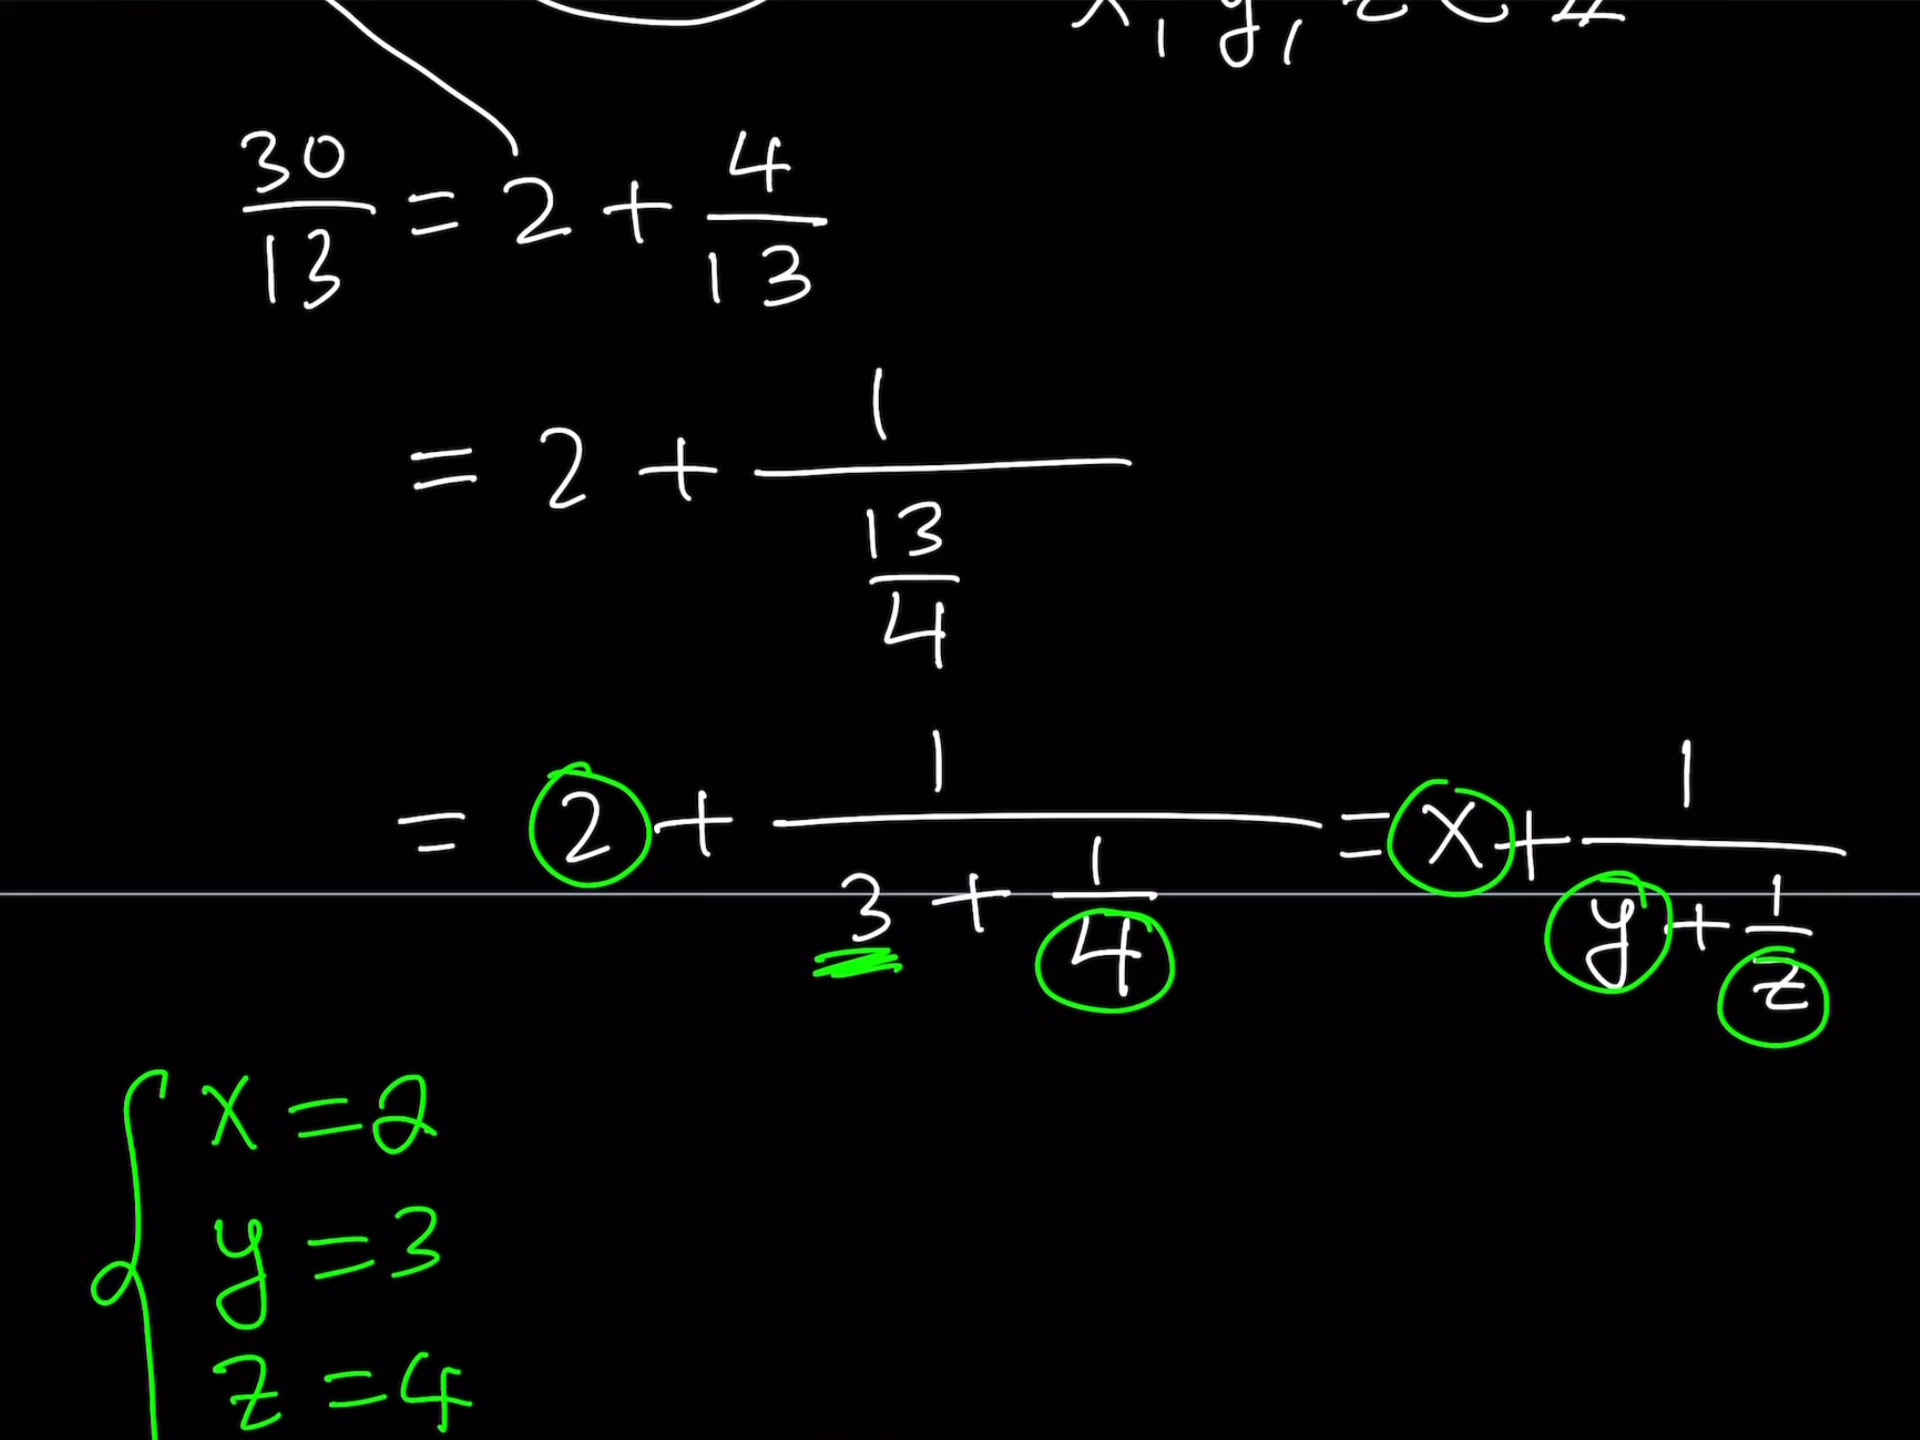 x, y, z ∈ Z
30/13 = 2 + 4/13
= 2 + 1/(13/4)
= 2 + 1/(3 + 1/4) = x + 1/(y + 1/z)
x = 2
y = 3
z = 4